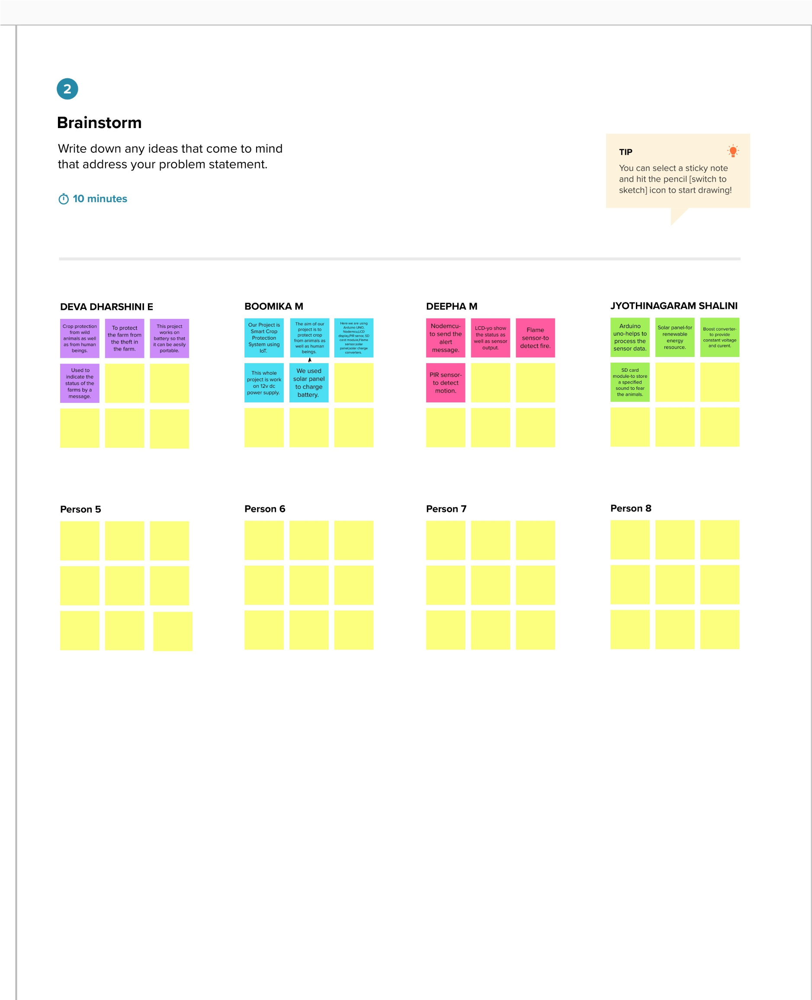 2
Brainstorm
Write down any ideas that come to mind
that address your problem statement.
10 minutes
TIP
You can select a sticky note
and hit the pencil [switch to
sketch] icon to start drawing!
DEVA DHARSHINI E
Crop protection
from wild
animals as well
as from human
beings.
To protect
the farm from
the theft in
the farm.
This project
works on
battery so that
it can be aesily
portable.
Used to
indicate the
status of the
farms by a
message.
BOOMIKA M
Our Project is
Smart Crop
Protection
System using
IoT.
The aim of our
project is to
protect crop
from animals as
well as human
beings.
Here we are using
Arduino UNO,
Nodemcu,LCD
display,PIR senor, SD
card module,Flame
sensor,solar
panel,solar charge
converters.
This whole
project is work
on 12v dc
power supply.
We used
solar panel
to charge
battery.
DEEPHA M
Nodemcu-
to send the
alert
message.
LCD-yo show
the status as
well as sensor
output.
Flame
sensor-to
detect fire.
PIR sensor-
to detect
motion.
JYOTHINAGARAM SHALINI
Arduino
uno-helps to
process the
sensor data.
Solar panel-for
renewable
energy
resource.
Boost converter-
to provide
constant voltage
and curent.
SD card
module-to store
a specified
sound to fear
the animals.
Person 5
Person 6
Person 7
Person 8